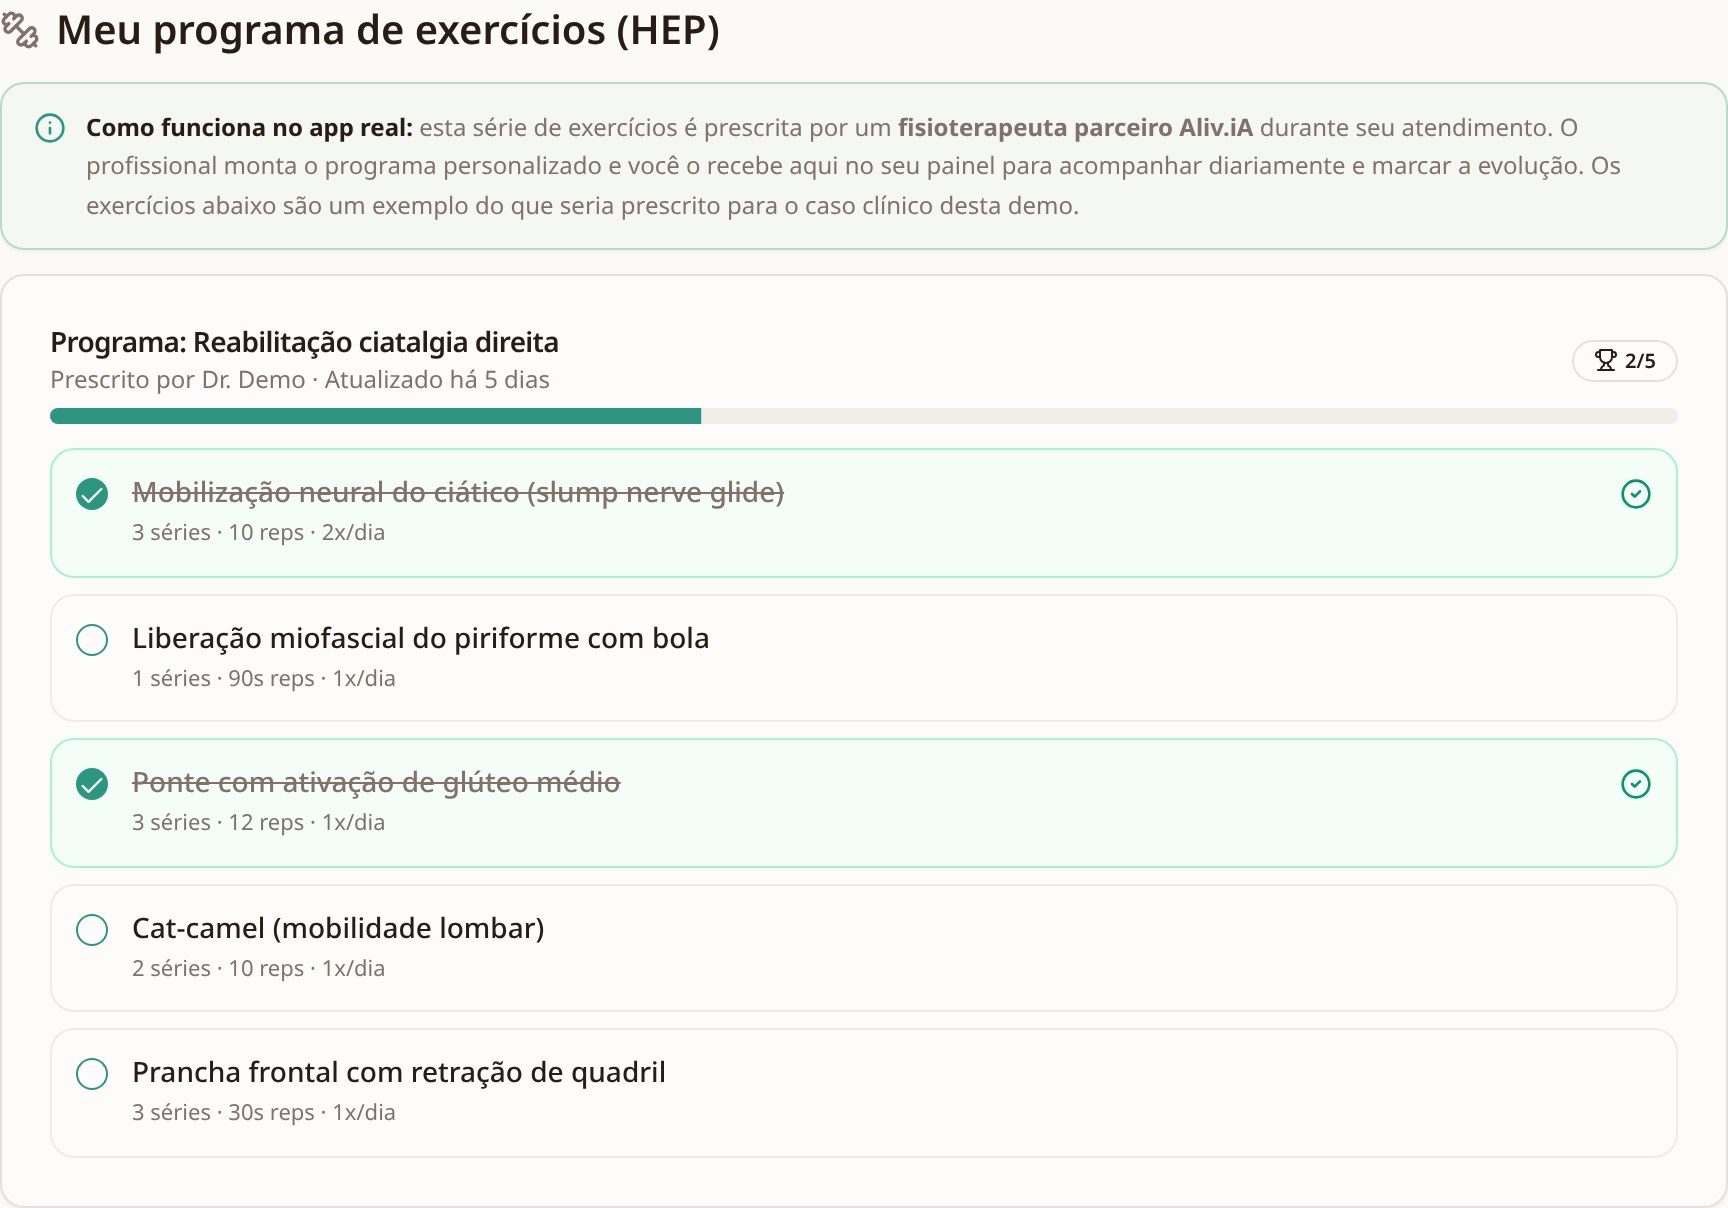 Meu programa de exercícios (HEP)
Como funciona no app real: esta série de exercícios é prescrita por um fisioterapeuta parceiro Aliv.iA durante seu atendimento. O
profissional monta o programa personalizado e você o recebe aqui no seu painel para acompanhar diariamente e marcar a evolução. Os
exercícios abaixo são um exemplo do que seria prescrito para o caso clínico desta demo.
Programa: Reabilitação ciatalgia direita
Prescrito por Dr. Demo · Atualizado há 5 dias
2/5
Mobilização neural do ciático (slump nerve glide)
3 séries · 10 reps · 2x/dia
Liberação miofascial do piriforme com bola
1 séries · 90s reps · 1x/dia
Ponte com ativação de glúteo médio
3 séries · 12 reps · 1x/dia
Cat-camel (mobilidade lombar)
2 séries · 10 reps · 1x/dia
Prancha frontal com retração de quadril
3 séries · 30s reps · 1x/dia